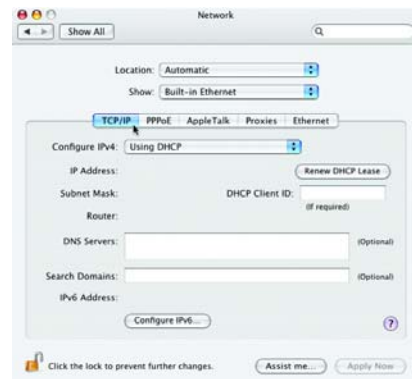 Network
Show All
Location: Automatic
Show: Built-in Ethernet
TCP/IP PPPoE AppleTalk Proxies Ethernet
Configure IPv4: Using DHCP
IP Address: Renew DHCP Lease
Subnet Mask: DHCP Client ID:
(If required)
Router:
DNS Servers: (Optional)
Search Domains: (Optional)
IPv6 Address:
Configure IPv6... ?
Click the lock to prevent further changes. Assist me... Apply Now